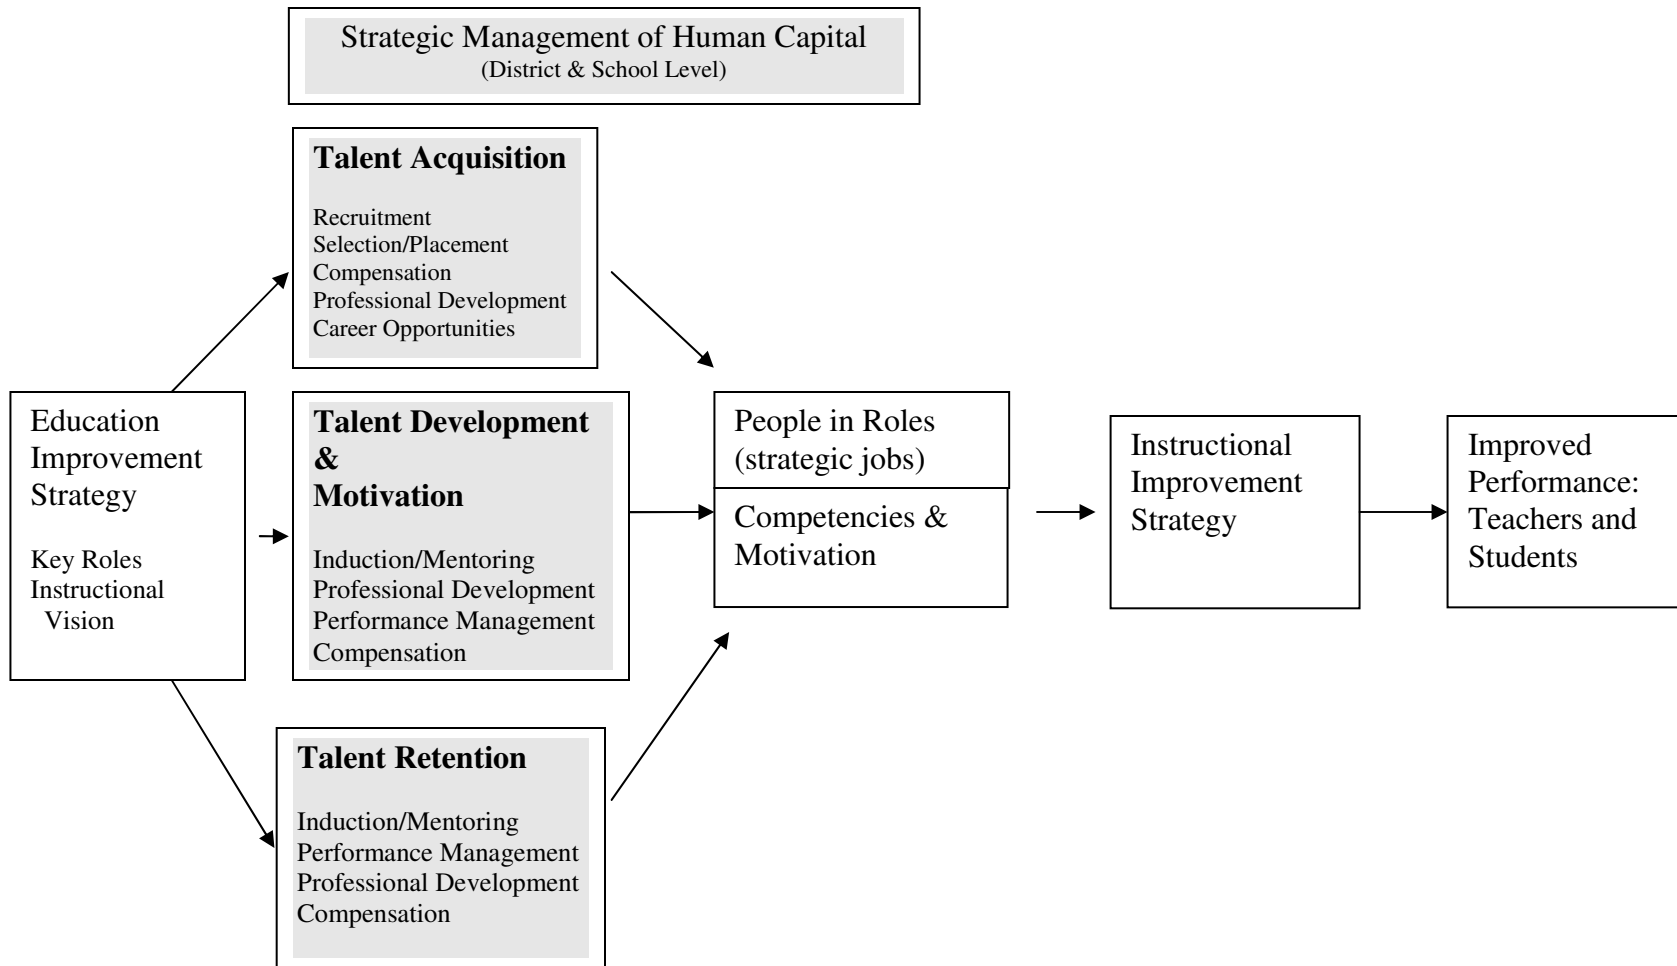 Strategic Management of Human Capital
(District & School Level)
Talent Acquisition
Recruitment
Selection/Placement
Compensation
Professional Development
Career Opportunities
Education
Improvement
Strategy
Key Roles
Instructional
Vision
Talent Development
&
Motivation
Induction/Mentoring
Professional Development
Performance Management
Compensation
Talent Retention
Induction/Mentoring
Performance Management
Professional Development
Compensation
People in Roles
(strategic jobs)
Competencies &
Motivation
Instructional
Improvement
Strategy
Improved
Performance:
Teachers and
Students